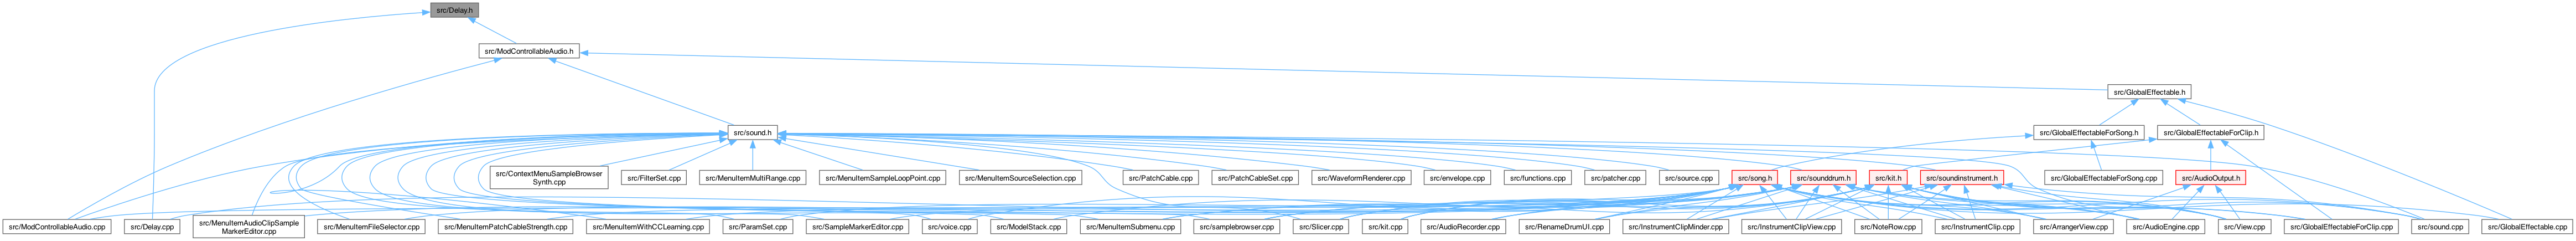 src/Delay.h
src/ModControllableAudio.h
src/GlobalEffectable.h
src/sound.h
src/GlobalEffectableForSong.h
src/GlobalEffectableForClip.h
src/ContextMenuSampleBrowser
Synth.cpp
src/FilterSet.cpp
src/MenuItemMultiRange.cpp
src/MenuItemSampleLoopPoint.cpp
src/MenuItemSourceSelection.cpp
src/PatchCable.cpp
src/PatchCableSet.cpp
src/WaveformRenderer.cpp
src/envelope.cpp
src/functions.cpp
src/patcher.cpp
src/source.cpp
src/song.h
src/sounddrum.h
src/kit.h
src/soundinstrument.h
src/GlobalEffectableForSong.cpp
src/AudioOutput.h
src/ModControllableAudio.cpp
src/Delay.cpp
src/MenuItemAudioClipSample
MarkerEditor.cpp
src/MenuItemFileSelector.cpp
src/MenuItemPatchCableStrength.cpp
src/MenuItemWithCCLearning.cpp
src/ParamSet.cpp
src/SampleMarkerEditor.cpp
src/voice.cpp
src/ModelStack.cpp
src/MenuItemSubmenu.cpp
src/samplebrowser.cpp
src/Slicer.cpp
src/kit.cpp
src/AudioRecorder.cpp
src/RenameDrumUI.cpp
src/InstrumentClipMinder.cpp
src/InstrumentClipView.cpp
src/NoteRow.cpp
src/InstrumentClip.cpp
src/ArrangerView.cpp
src/AudioEngine.cpp
src/View.cpp
src/GlobalEffectableForClip.cpp
src/sound.cpp
src/GlobalEffectable.cpp